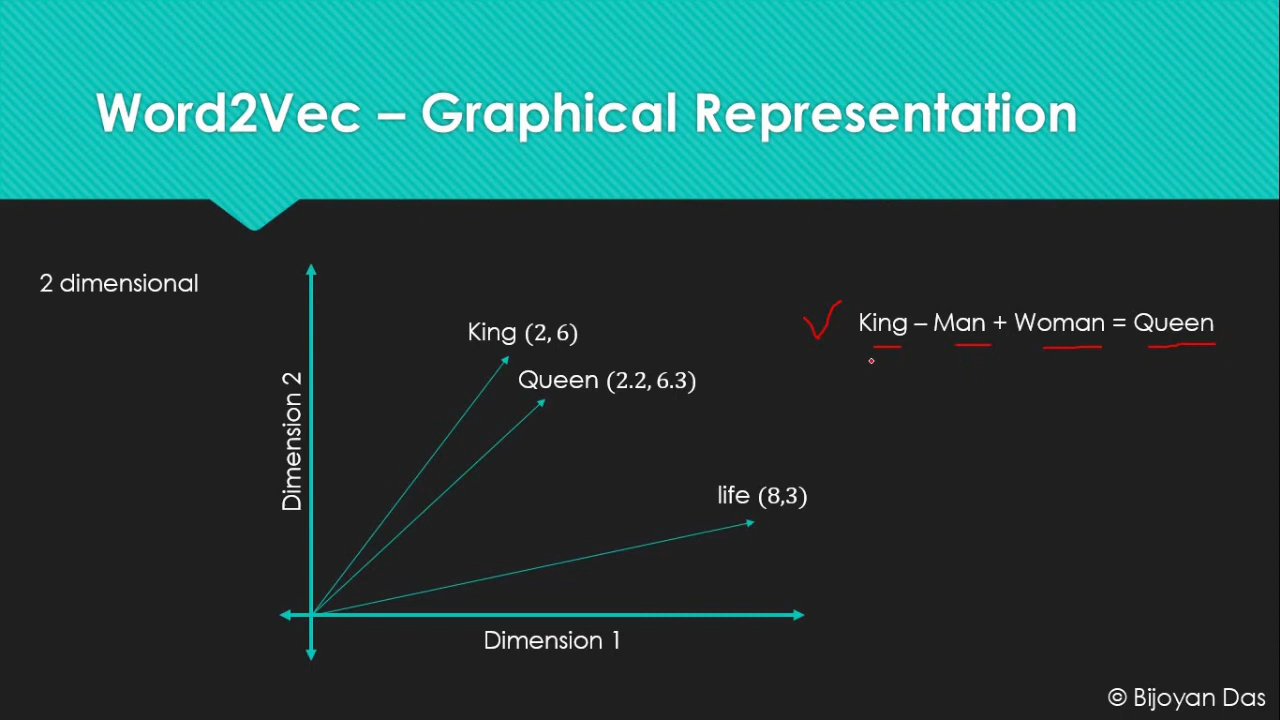 Word2Vec – Graphical Representation
2 dimensional
King – Man + Woman = Queen
King (2, 6)
Queen (2.2, 6.3)
Dimension 2
life (8,3)
Dimension 1
© Bijoyan Das